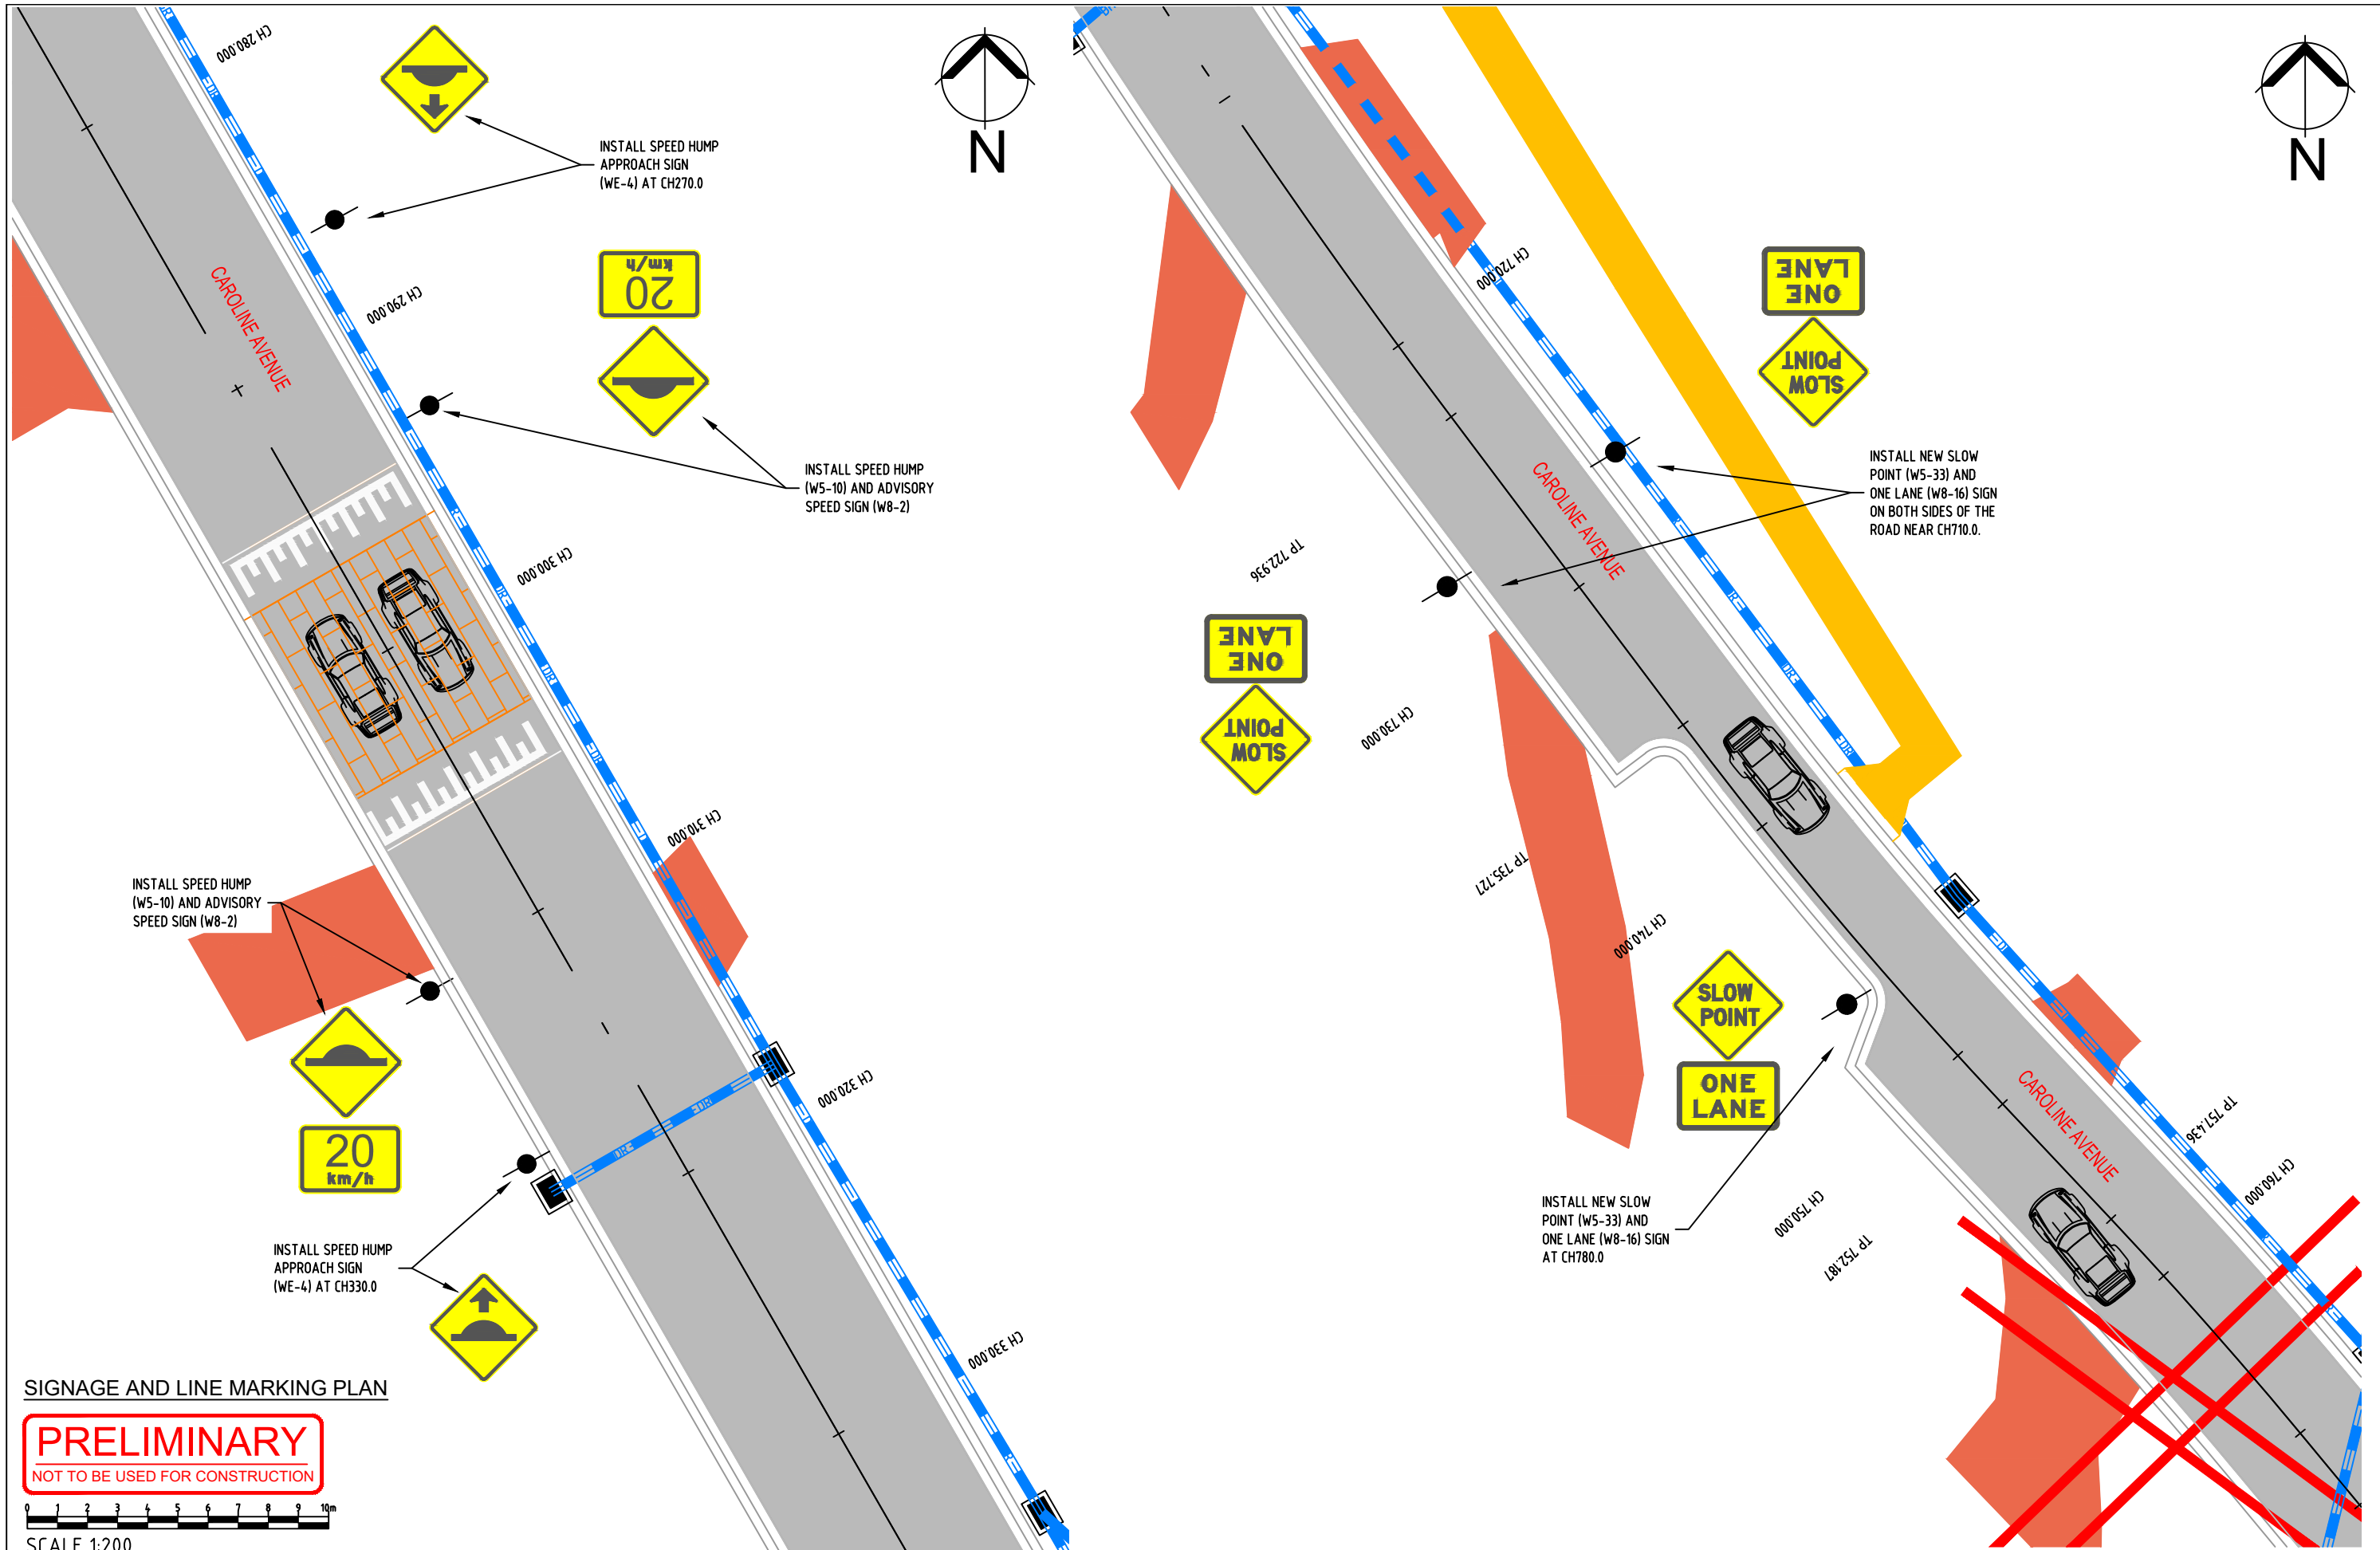 CH 280.000
INSTALL SPEED HUMP
APPROACH SIGN
(WE-4) AT CH270.0
N
CAROLINE AVENUE
CH 290.000
20
km/h
INSTALL SPEED HUMP
(W5-10) AND ADVISORY
SPEED SIGN (W8-2)
CH 300.000
CH 310.000
INSTALL SPEED HUMP
(W5-10) AND ADVISORY
SPEED SIGN (W8-2)
20
km/h
CH 320.000
INSTALL SPEED HUMP
APPROACH SIGN
(WE-4) AT CH330.0
CH 330.000
SIGNAGE AND LINE MARKING PLAN
PRELIMINARY
NOT TO BE USED FOR CONSTRUCTION
0 1 2 3 4 5 6 7 8 9 10m
SCALE 1:200
N
CH 720.000
SLOW
POINT
ONE
LANE
INSTALL NEW SLOW
POINT (W5-33) AND
ONE LANE (W8-16) SIGN
ON BOTH SIDES OF THE
ROAD NEAR CH710.0.
CAROLINE AVENUE
TP 722.936
SLOW
POINT
ONE
LANE
CH 730.000
TP 735.727
CH 740.000
SLOW
POINT
ONE
LANE
INSTALL NEW SLOW
POINT (W5-33) AND
ONE LANE (W8-16) SIGN
AT CH780.0
CH 750.000
TP 752.187
CAROLINE AVENUE
TP 757.436
CH 760.000